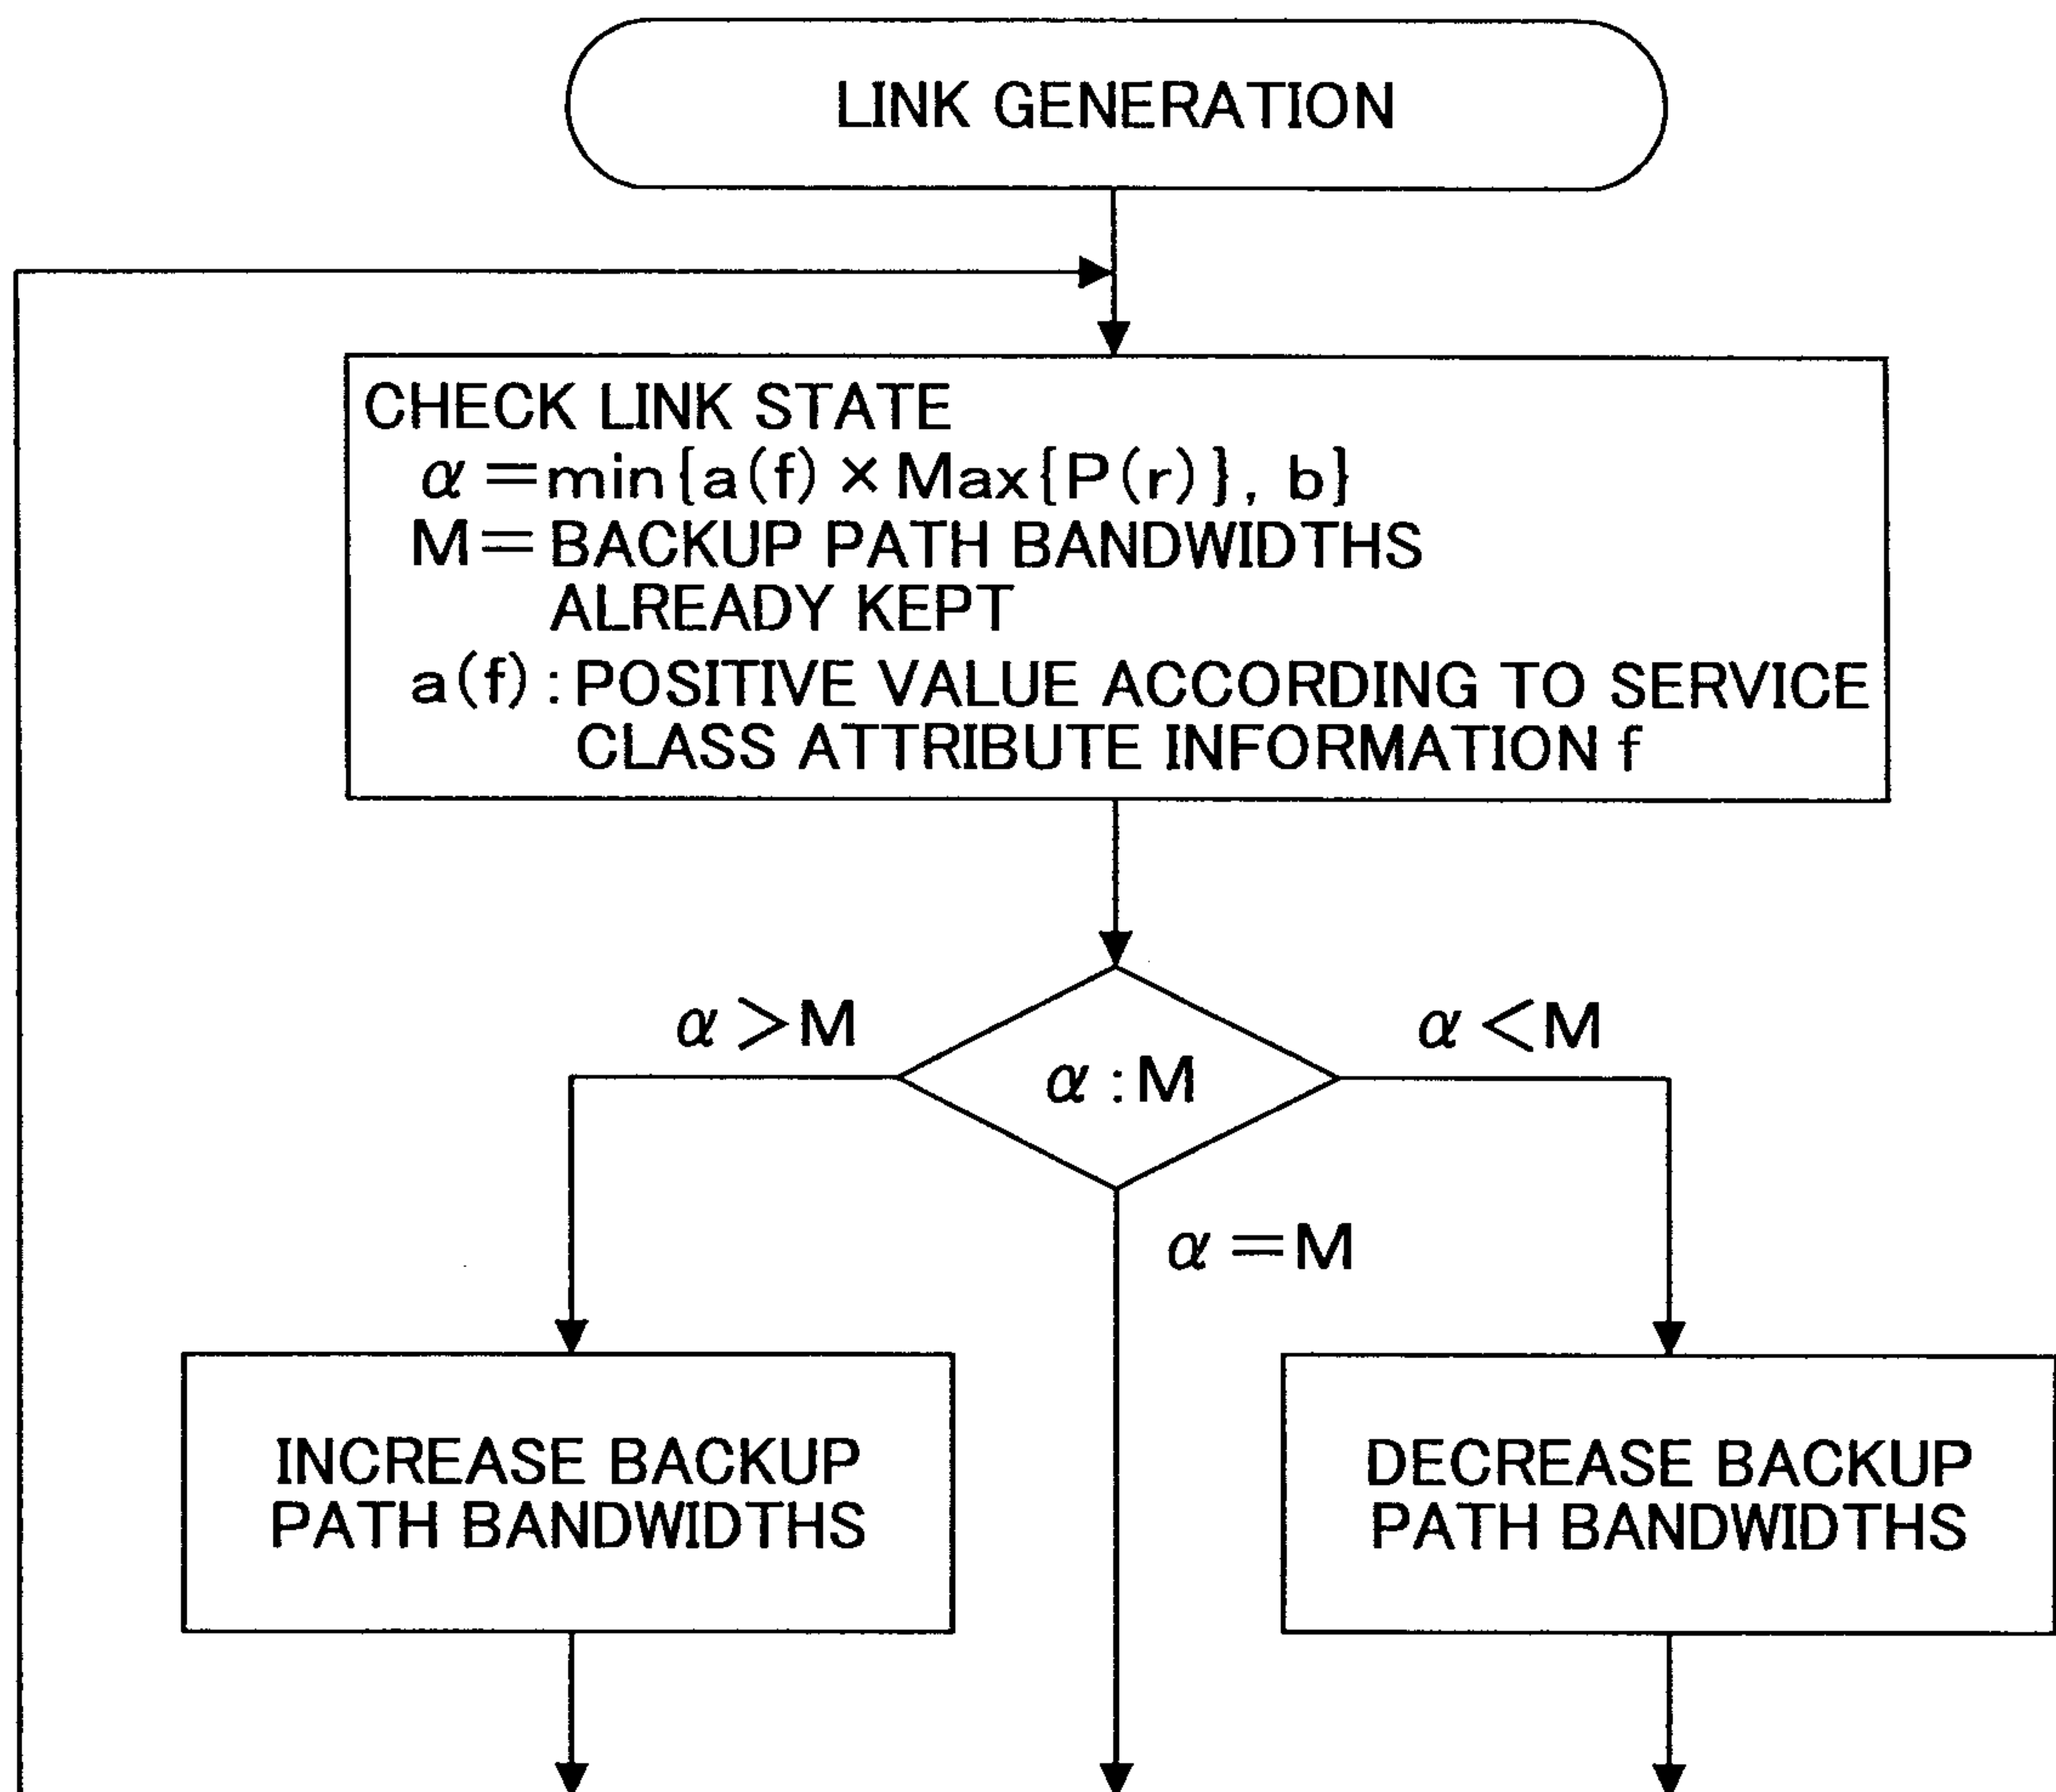 LINK GENERATION
CHECK LINK STATE
α=min{a(f)×Max{P(r)}, b}
M=BACKUP PATH BANDWIDTHS
ALREADY KEPT
a(f):POSITIVE VALUE ACCORDING TO SERVICE
CLASS ATTRIBUTE INFORMATION f
α>M
α<M
α:M
α=M
INCREASE BACKUP
PATH BANDWIDTHS
DECREASE BACKUP
PATH BANDWIDTHS